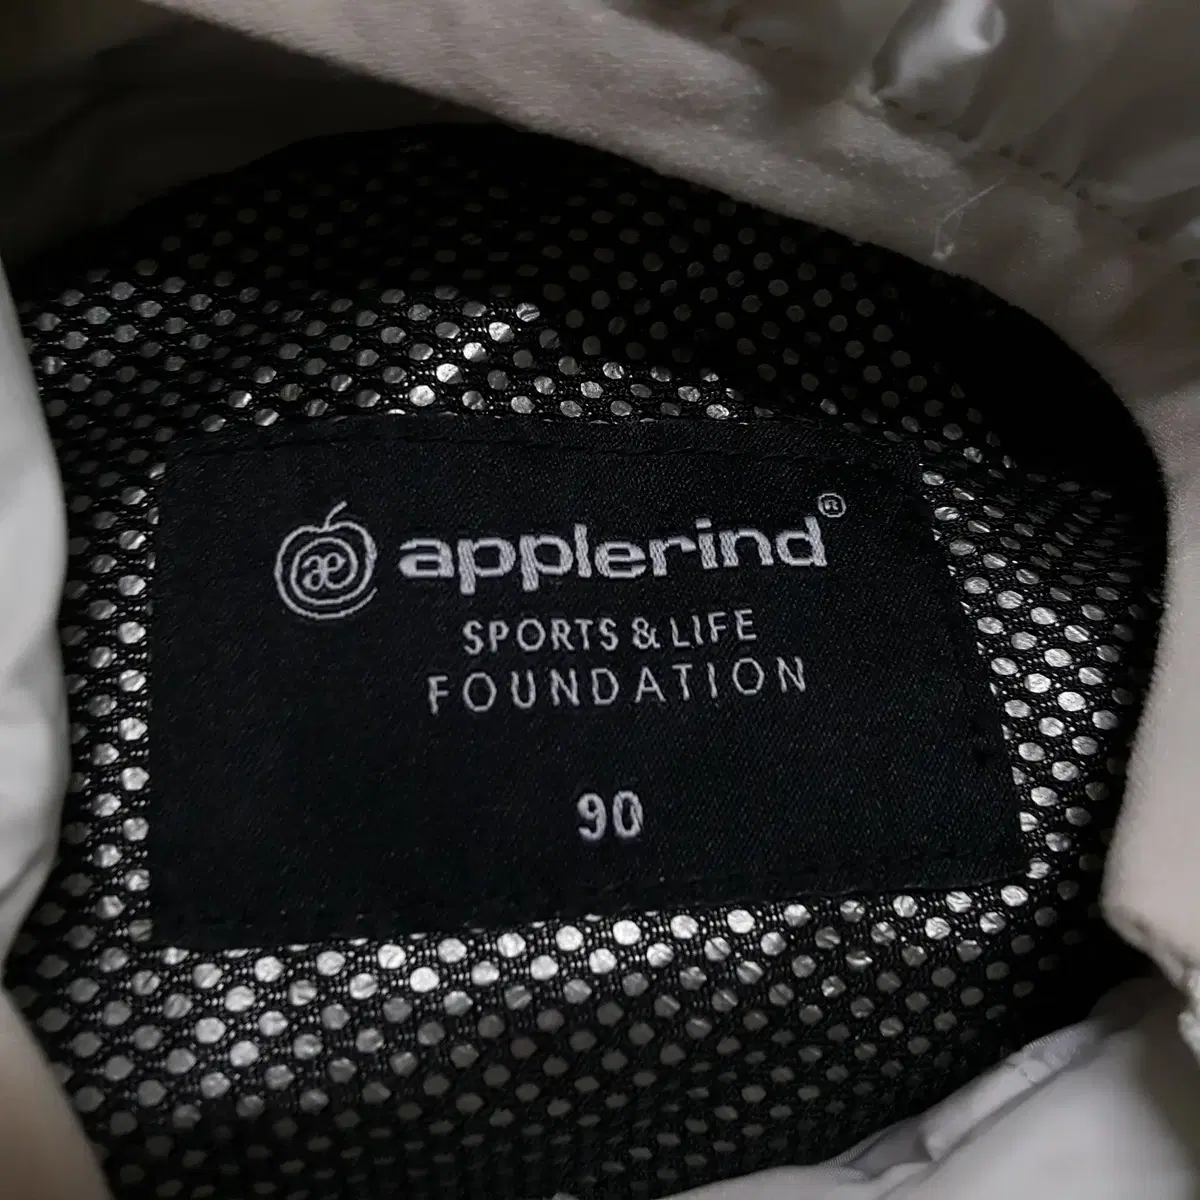 æ applerind®
SPORTS & LIFE
FOUNDATION
90